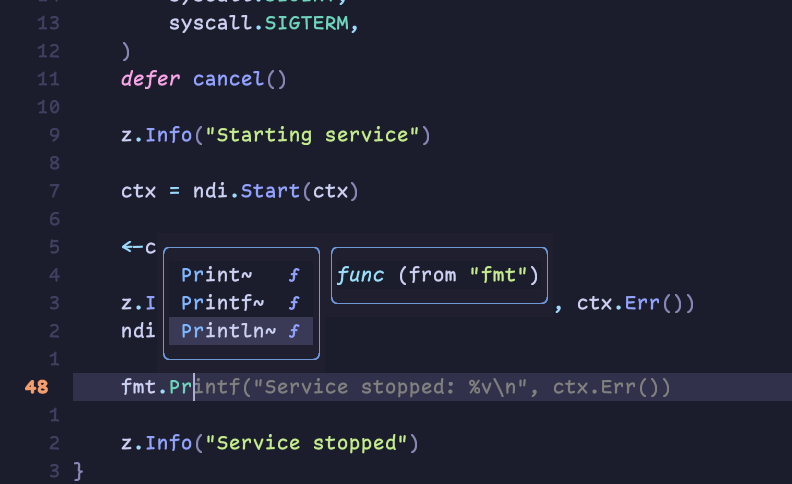 13 syscall.SIGTERM,
12 )
11 defer cancel()
10
9 z.Info("Starting service")
8
7 ctx = ndi.Start(ctx)
6
5 <-c
4 Print~ ƒ func (from "fmt")
3 z.I Printf~ ƒ , ctx.Err())
2 ndi Println~ ƒ
1
48 fmt.Printf("Service stopped: %v\n", ctx.Err())
1
2 z.Info("Service stopped")
3 }